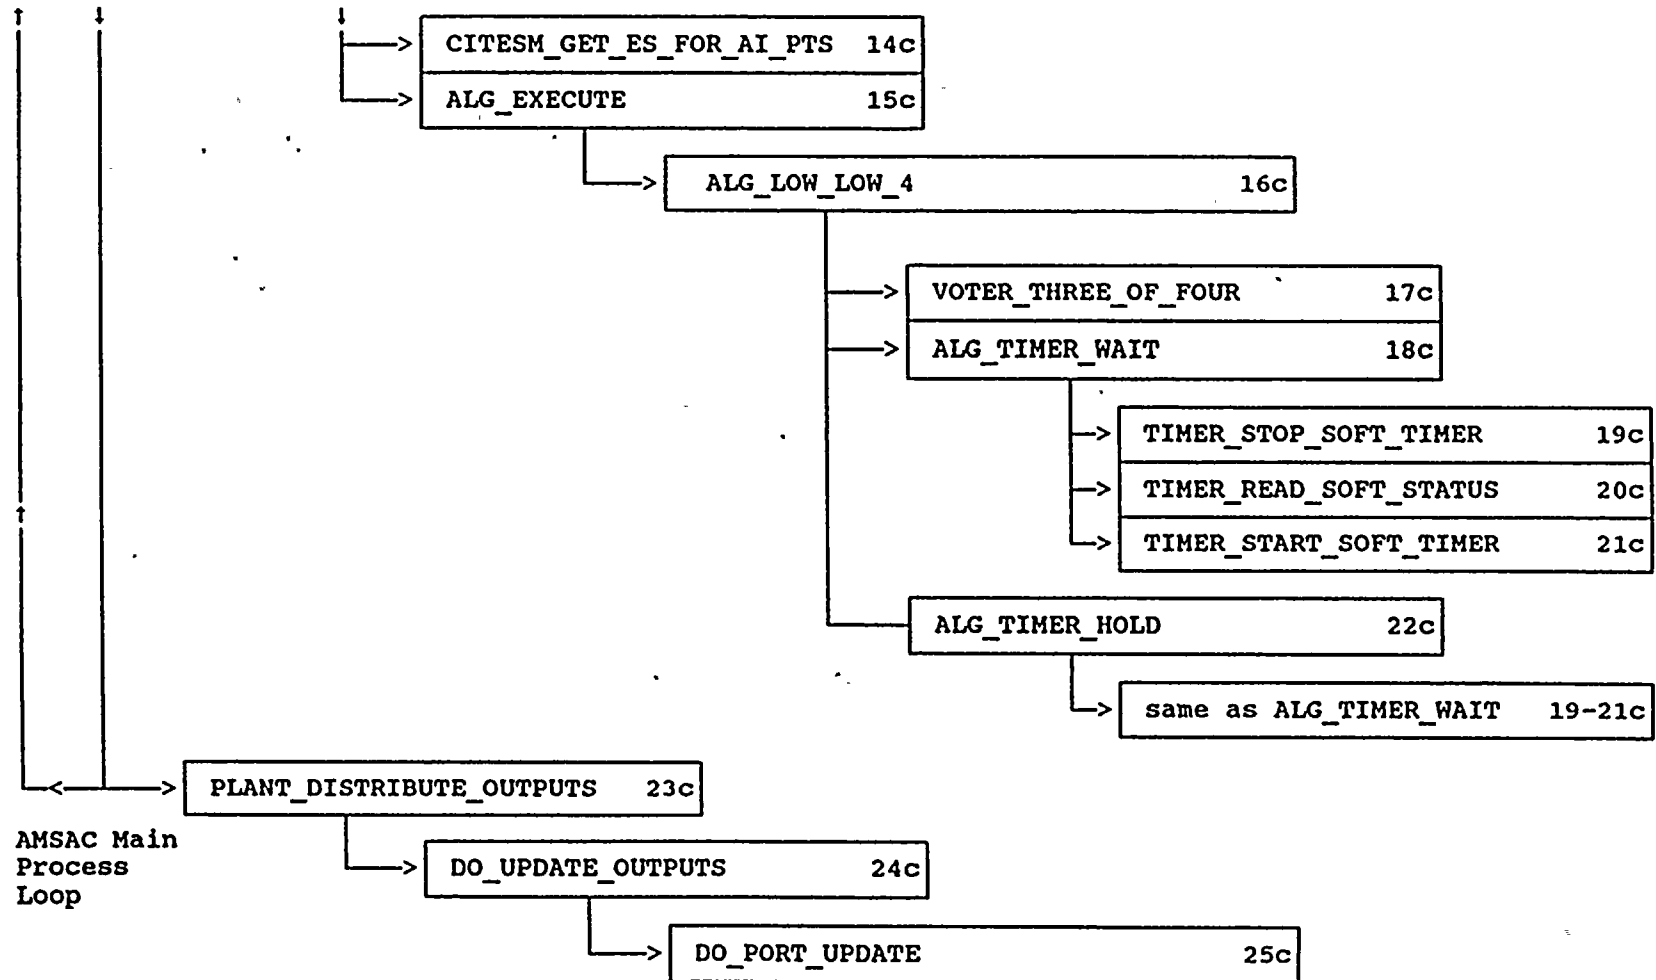 CITESM_GET_ES_FOR_AI_PTS 14c
ALG_EXECUTE 15c
ALG_LOW_LOW_4 16c
VOTER_THREE_OF_FOUR 17c
ALG_TIMER_WAIT 18c
TIMER_STOP_SOFT_TIMER 19c
TIMER_READ_SOFT_STATUS 20c
TIMER_START_SOFT_TIMER 21c
ALG_TIMER_HOLD 22c
same as ALG_TIMER_WAIT 19-21c
PLANT_DISTRIBUTE_OUTPUTS 23c
AMSAC Main
Process
Loop
DO_UPDATE_OUTPUTS 24c
DO_PORT_UPDATE 25c